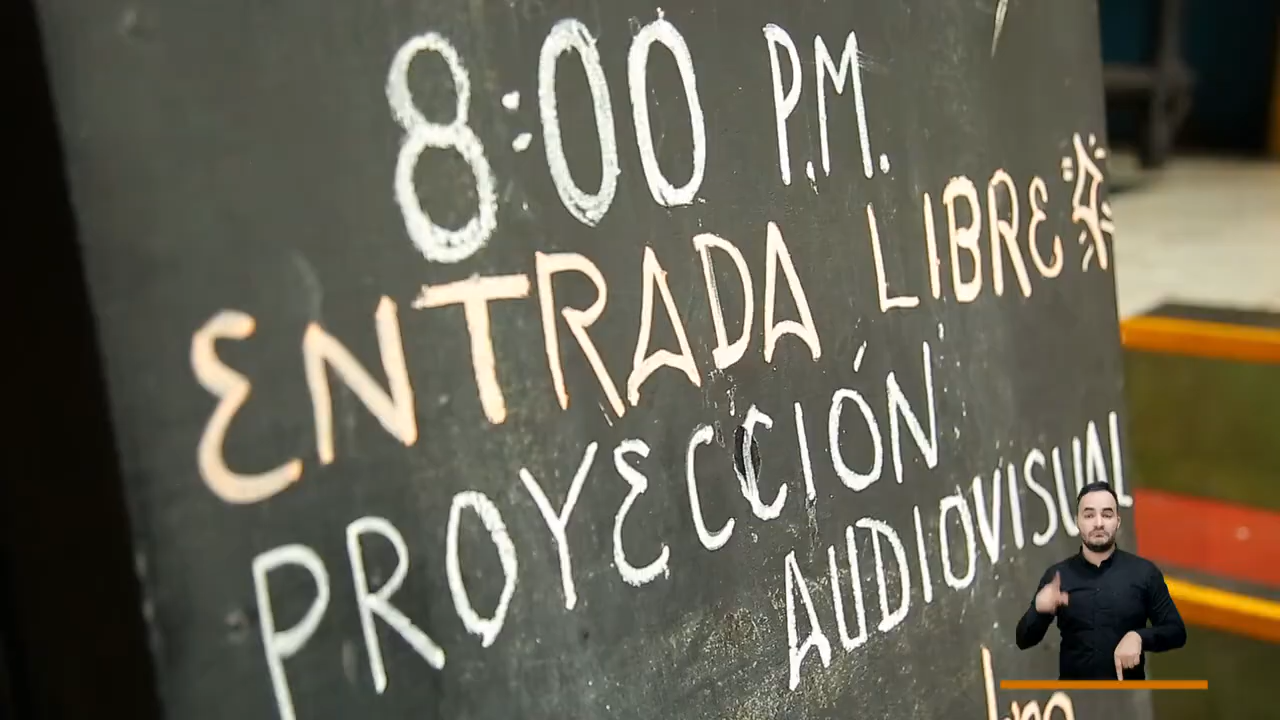 8:00 P.M.
ENTRADA LIBRE
PROYECCIÓN
AUDIOVISUAL